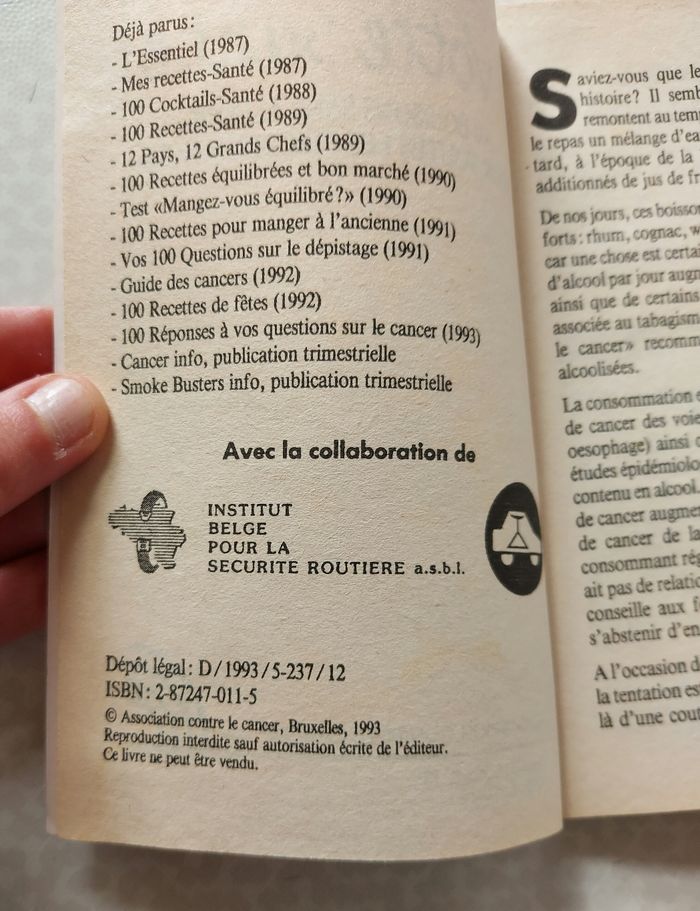 Déjà parus:
- L'Essentiel (1987)
- Mes recettes-Santé (1987)
- 100 Cocktails-Santé (1988)
- 100 Recettes-Santé (1989)
- 12 Pays, 12 Grands Chefs (1989)
- 100 Recettes équilibrées et bon marché (1990)
- Test «Mangez-vous équilibré?» (1990)
- 100 Recettes pour manger à l'ancienne (1991)
- Vos 100 Questions sur le dépistage (1991)
- Guide des cancers (1992)
- 100 Recettes de fêtes (1992)
- 100 Réponses à vos questions sur le cancer (1993)
- Cancer info, publication trimestrielle
- Smoke Busters info, publication trimestrielle
Avec la collaboration de
INSTITUT
BELGE
POUR LA
SECURITE ROUTIERE a.s.b.l.
Dépôt légal: D/1993/5-237/12
ISBN: 2-87247-011-5
© Association contre le cancer, Bruxelles, 1993
Reproduction interdite sauf autorisation écrite de l'éditeur.
Ce livre ne peut être vendu.
Saviez-vous que le
histoire? Il semb
remontent au tem
le repas un mélange d'ea
tard, à l'époque de la
additionnés de jus de fr
De nos jours, ces boisson
forts: rhum, cognac, w
car une chose est certai
d'alcool par jour augn
ainsi que de certains
associée au tabagism
le cancer» recomm
alcoolisées.
La consommation e
de cancer des voie
oesophage) ainsi
études épidémiolo
contenu en alcool.
de cancer augme
de cancer de la
consommant rég
ait pas de relatio
conseille aux f
s'abstenir d'en
A l'occasion d
la tentation es
là d'une cout